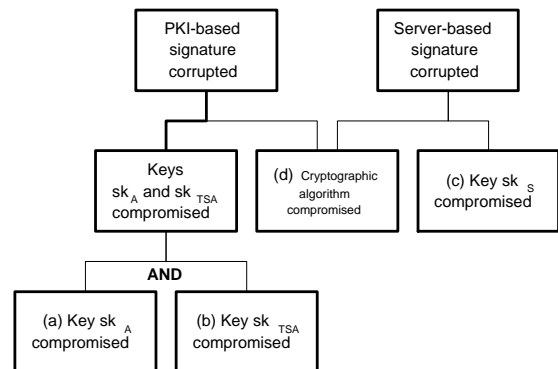 PKI-based
signature
corrupted
Server-based
signature
corrupted
Keys
sk A and sk TSA
compromised
(d) Cryptographic
algorithm
compromised
(c) Key sk S
compromised
AND
(a) Key sk A
compromised
(b) Key sk TSA
compromised